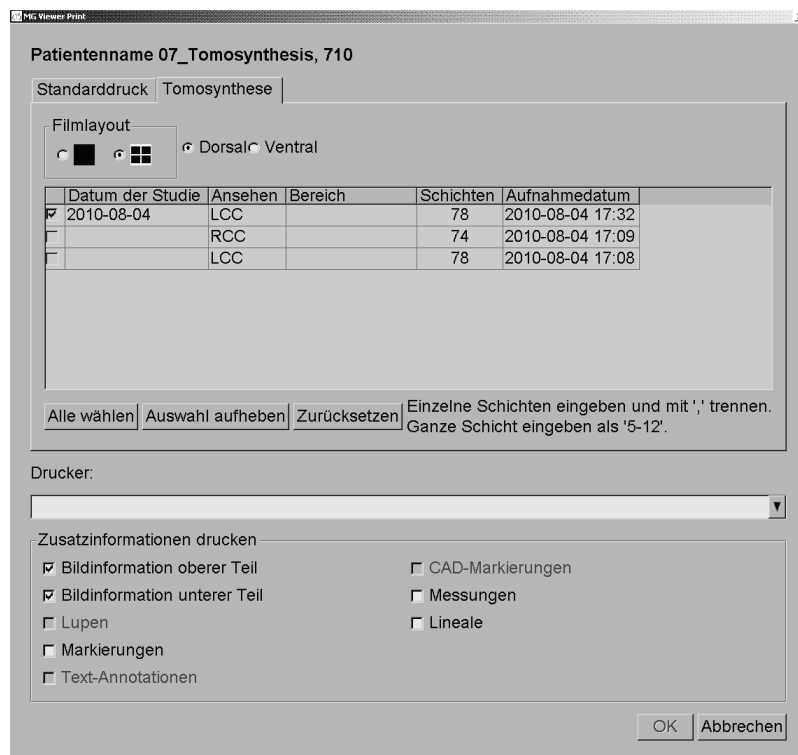 MG Viewer Print
Patientenname 07_Tomosynthesis, 710
Standarddruck Tomosynthese
Filmlayout
Dorsal Ventral
Datum der Studie Ansehen Bereich Schichten Aufnahmedatum
2010-08-04 LCC 78 2010-08-04 17:32
RCC 74 2010-08-04 17:09
LCC 78 2010-08-04 17:08
Alle wählen Auswahl aufheben Zurücksetzen
Einzelne Schichten eingeben und mit ',' trennen.
Ganze Schicht eingeben als '5-12'.
Drucker:
Zusatzinformationen drucken
Bildinformation oberer Teil CAD-Markierungen
Bildinformation unterer Teil Messungen
Lupen Lineale
Markierungen
Text-Annotationen
OK Abbrechen